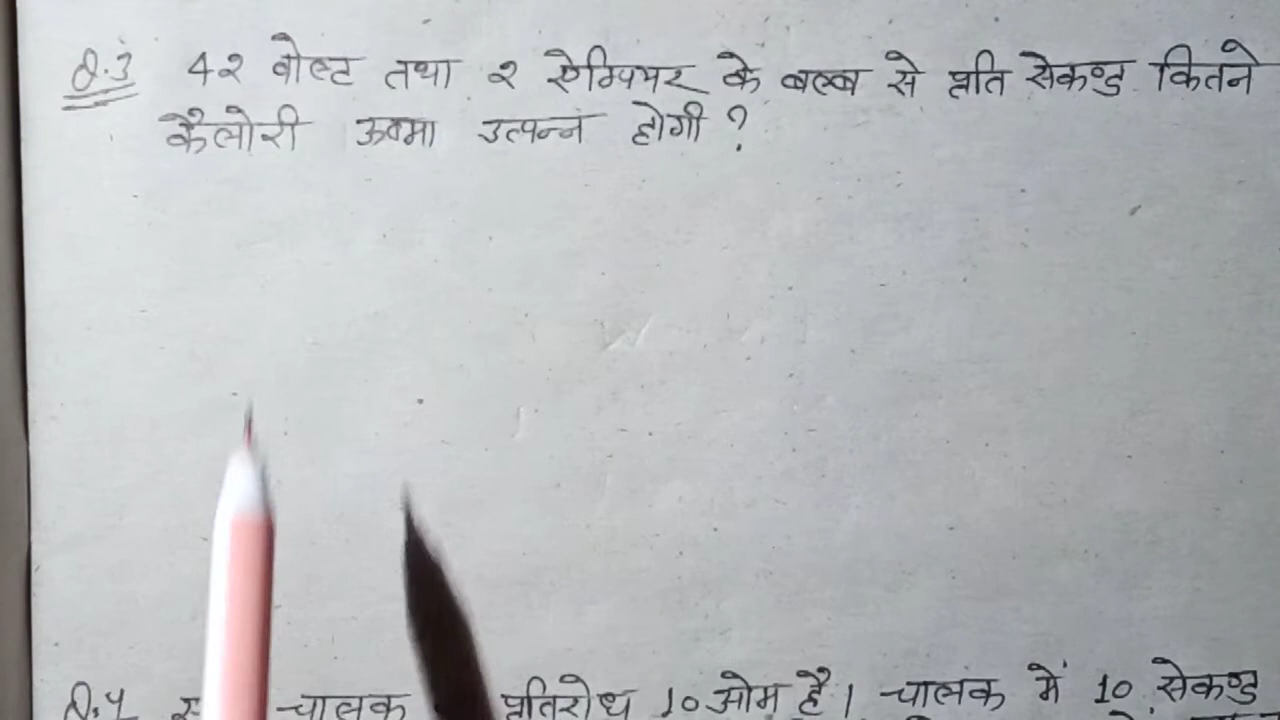 Q.3 42 वोल्ट तथा 2 ऐम्पियर के बल्ब से प्रति सेकण्ड कितने
कैलोरी ऊष्मा उत्पन्न होगी ?
Q.4 चालक प्रतिरोध 10 ओम है। चालक में 10 सेकण्ड